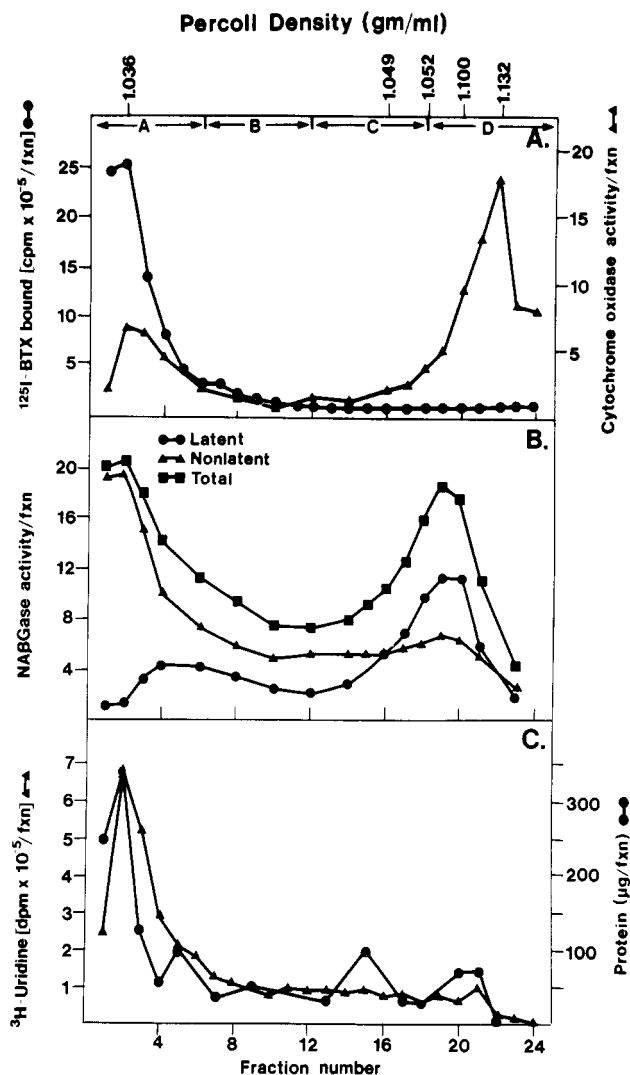 Percoll Density (gm/ml)
1.036
1.049
1.052
1.100
1.132
A
B
C
D
A.
¹²⁵I-BTX bound [cpm x 10⁻⁵/fxn]
25
20
15
10
5
Cytochrome oxidase activity/fxn
20
15
10
5
B.
Latent
Nonlatent
Total
NAβGase activity/fxn
20
16
12
8
4
C.
³H-Uridine [dpm x 10⁻⁵/fxn]
7
6
5
4
3
2
1
Protein (µg/fxn)
300
200
100
4
8
12
16
20
24
Fraction number